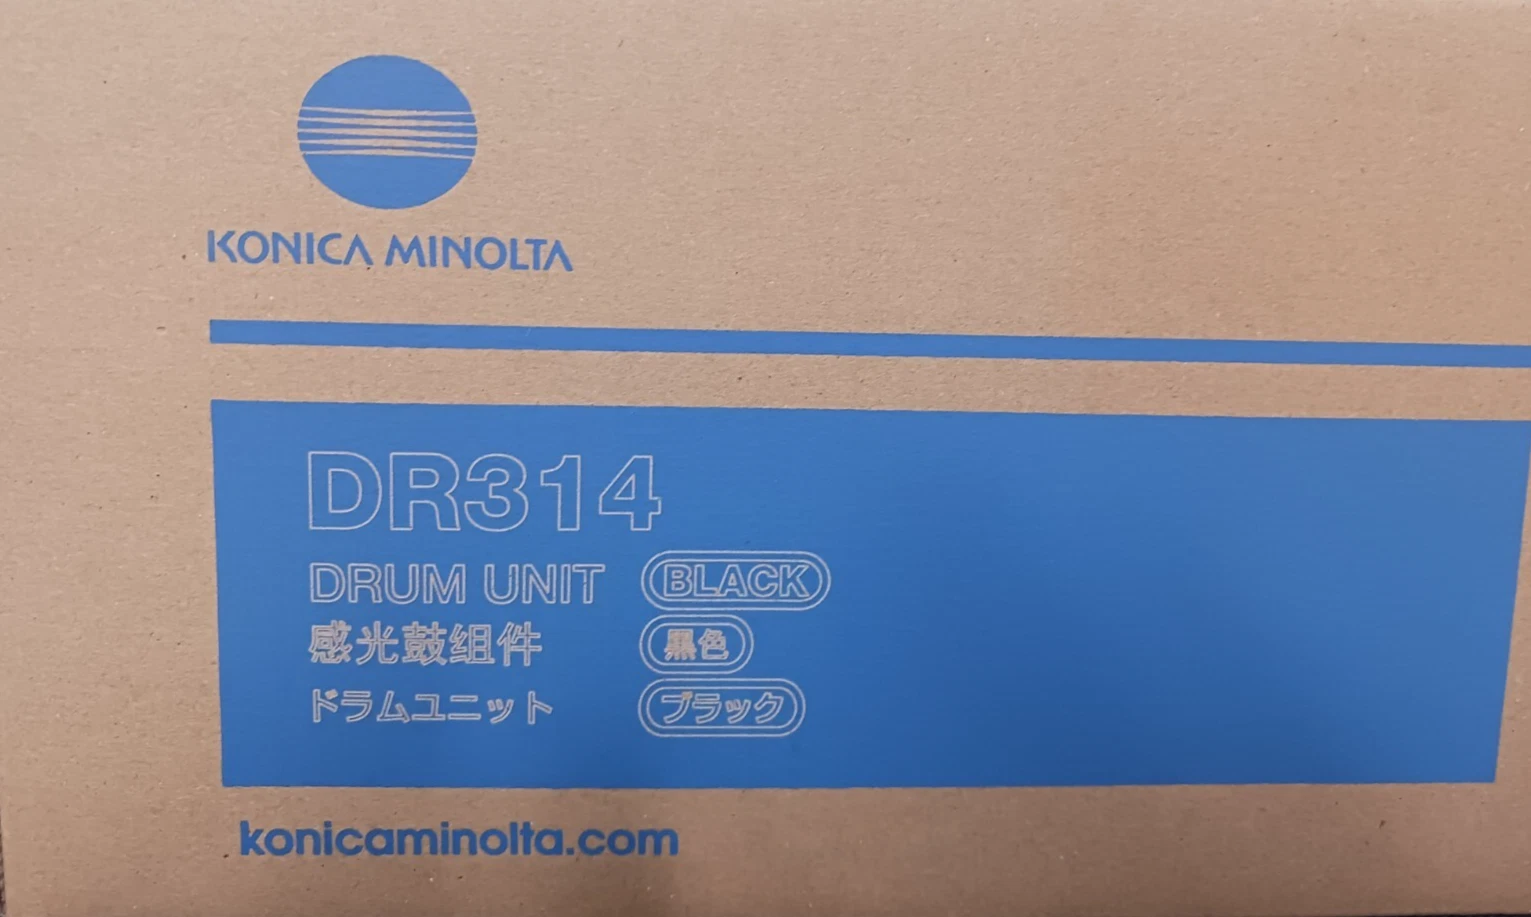 KONICA MINOLTA
DR314
DRUM UNIT BLACK
感光鼓组件 黑色
ドラムユニット ブラック
konicaminolta.com